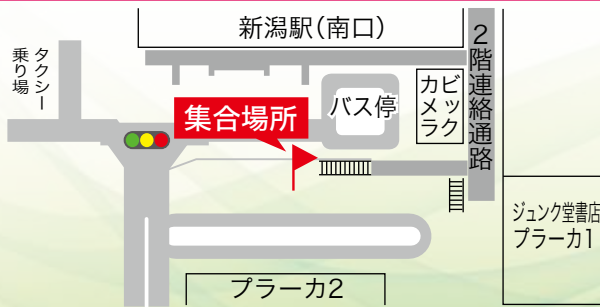 新潟駅(南口)
タクシー
乗り場
集合場所
バス停
ビック
カメラ
2階連絡通路
ジュンク堂書店
プラーカ1
プラーカ2